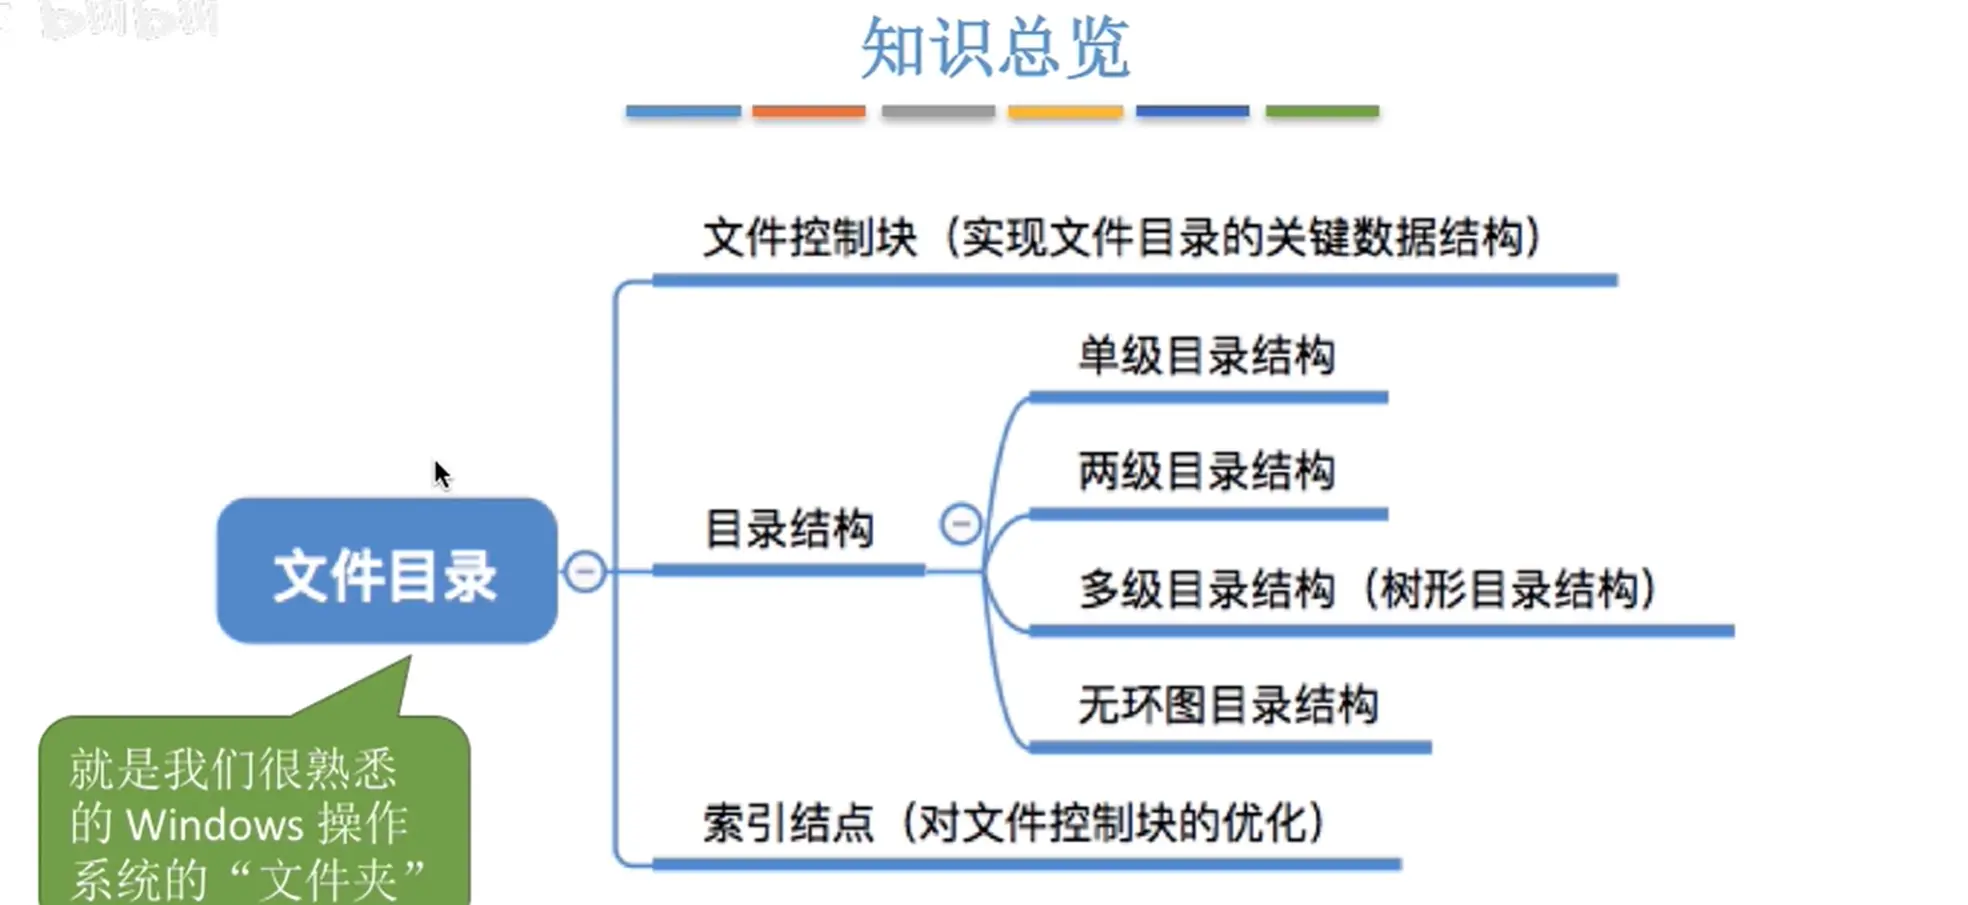 bilibili
知识总览
文件控制块（实现文件目录的关键数据结构）
单级目录结构
两级目录结构
目录结构
文件目录
多级目录结构（树形目录结构）
无环图目录结构
索引结点（对文件控制块的优化）
就是我们很熟悉
的 Windows 操作
系统的“文件夹”